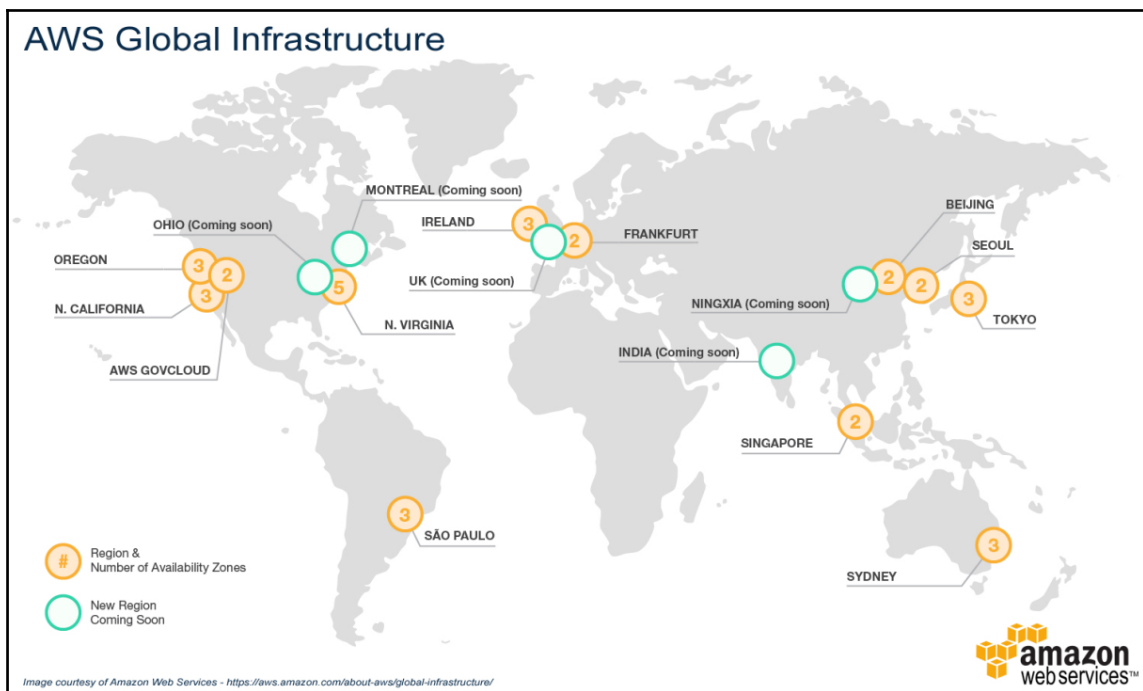 AWS Global Infrastructure
MONTREAL (Coming soon)
OHIO (Coming soon)
OREGON
3
2
3
N. CALIFORNIA
AWS GOVCLOUD
5
N. VIRGINIA
IRELAND
3
2
FRANKFURT
UK (Coming soon)
BEIJING
SEOUL
2
2
NINGXIA (Coming soon)
3
TOKYO
INDIA (Coming soon)
2
SINGAPORE
3
SÃO PAULO
3
SYDNEY
# Region &
Number of Availability Zones
New Region
Coming Soon
amazon
web services™
Image courtesy of Amazon Web Services - https://aws.amazon.com/about-aws/global-infrastructure/